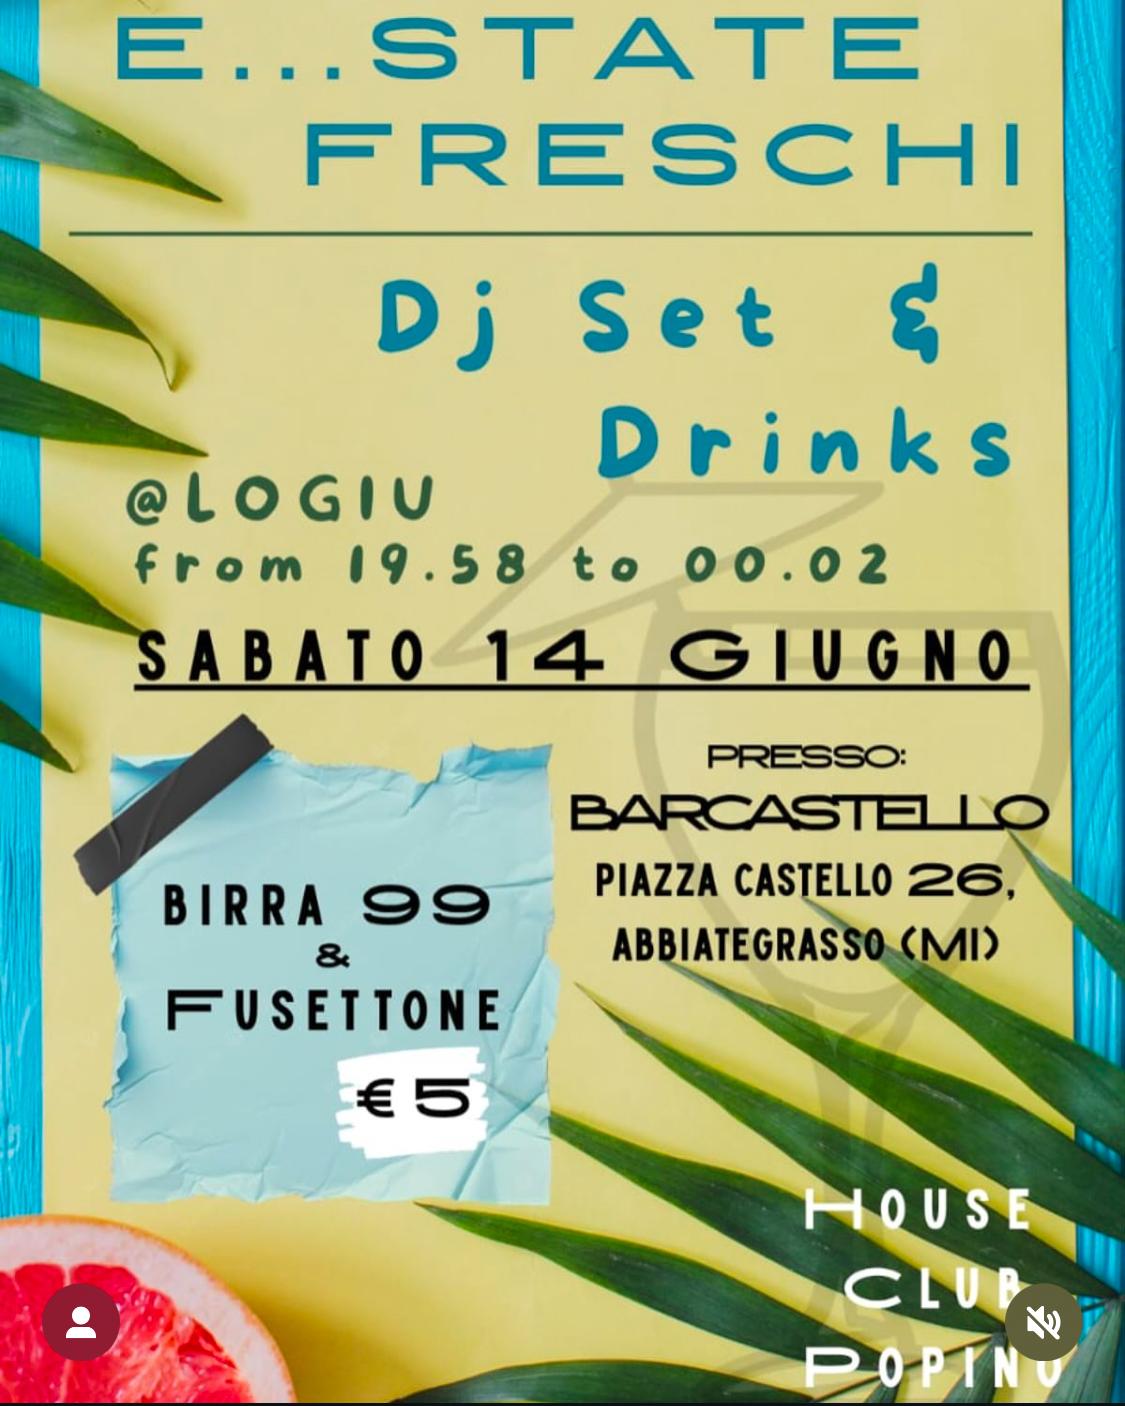 E...STATE
FRESCHI
Dj Set &
Drinks
@LOGIU
from 19.58 to 00.02
SABATO 14 GIUGNO
PRESSO:
BARCASTELLO
PIAZZA CASTELLO 26,
ABBIATEGRASSO (MI)
BIRRA 99
&
FUSETTONE
€5
HOUSE
CLUB
POPINO